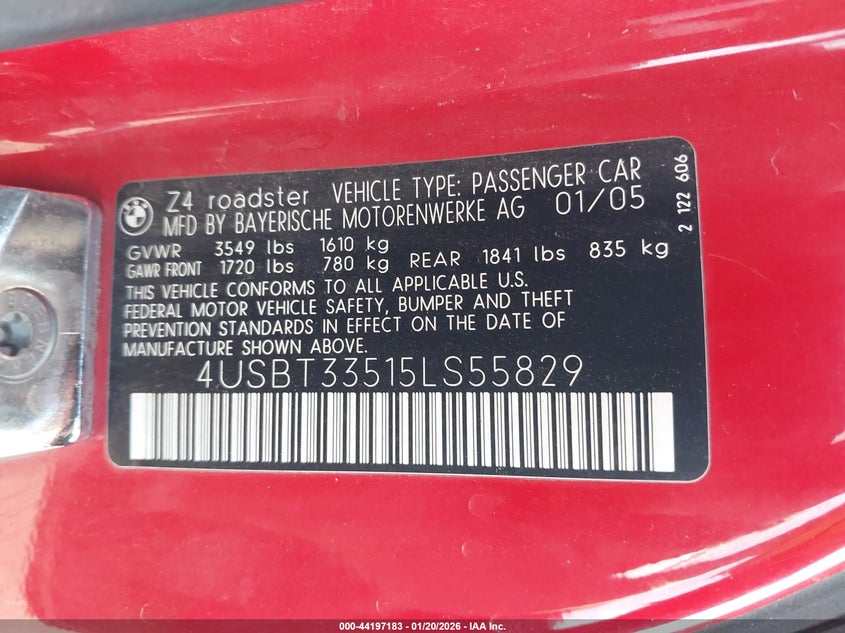 Z4 roadster VEHICLE TYPE: PASSENGER CAR
MFD BY BAYERISCHE MOTORENWERKE AG 01/05
GVWR 3549 lbs 1610 kg
GAWR FRONT 1720 lbs 780 kg REAR 1841 lbs 835 kg
THIS VEHICLE CONFORMS TO ALL APPLICABLE U.S.
FEDERAL MOTOR VEHICLE SAFETY, BUMPER AND THEFT
PREVENTION STANDARDS IN EFFECT ON THE DATE OF
MANUFACTURE SHOWN ABOVE.
4USBT33515LS55829
2 122 606
000-44197183 | 01/20/2026 - IAA Inc.